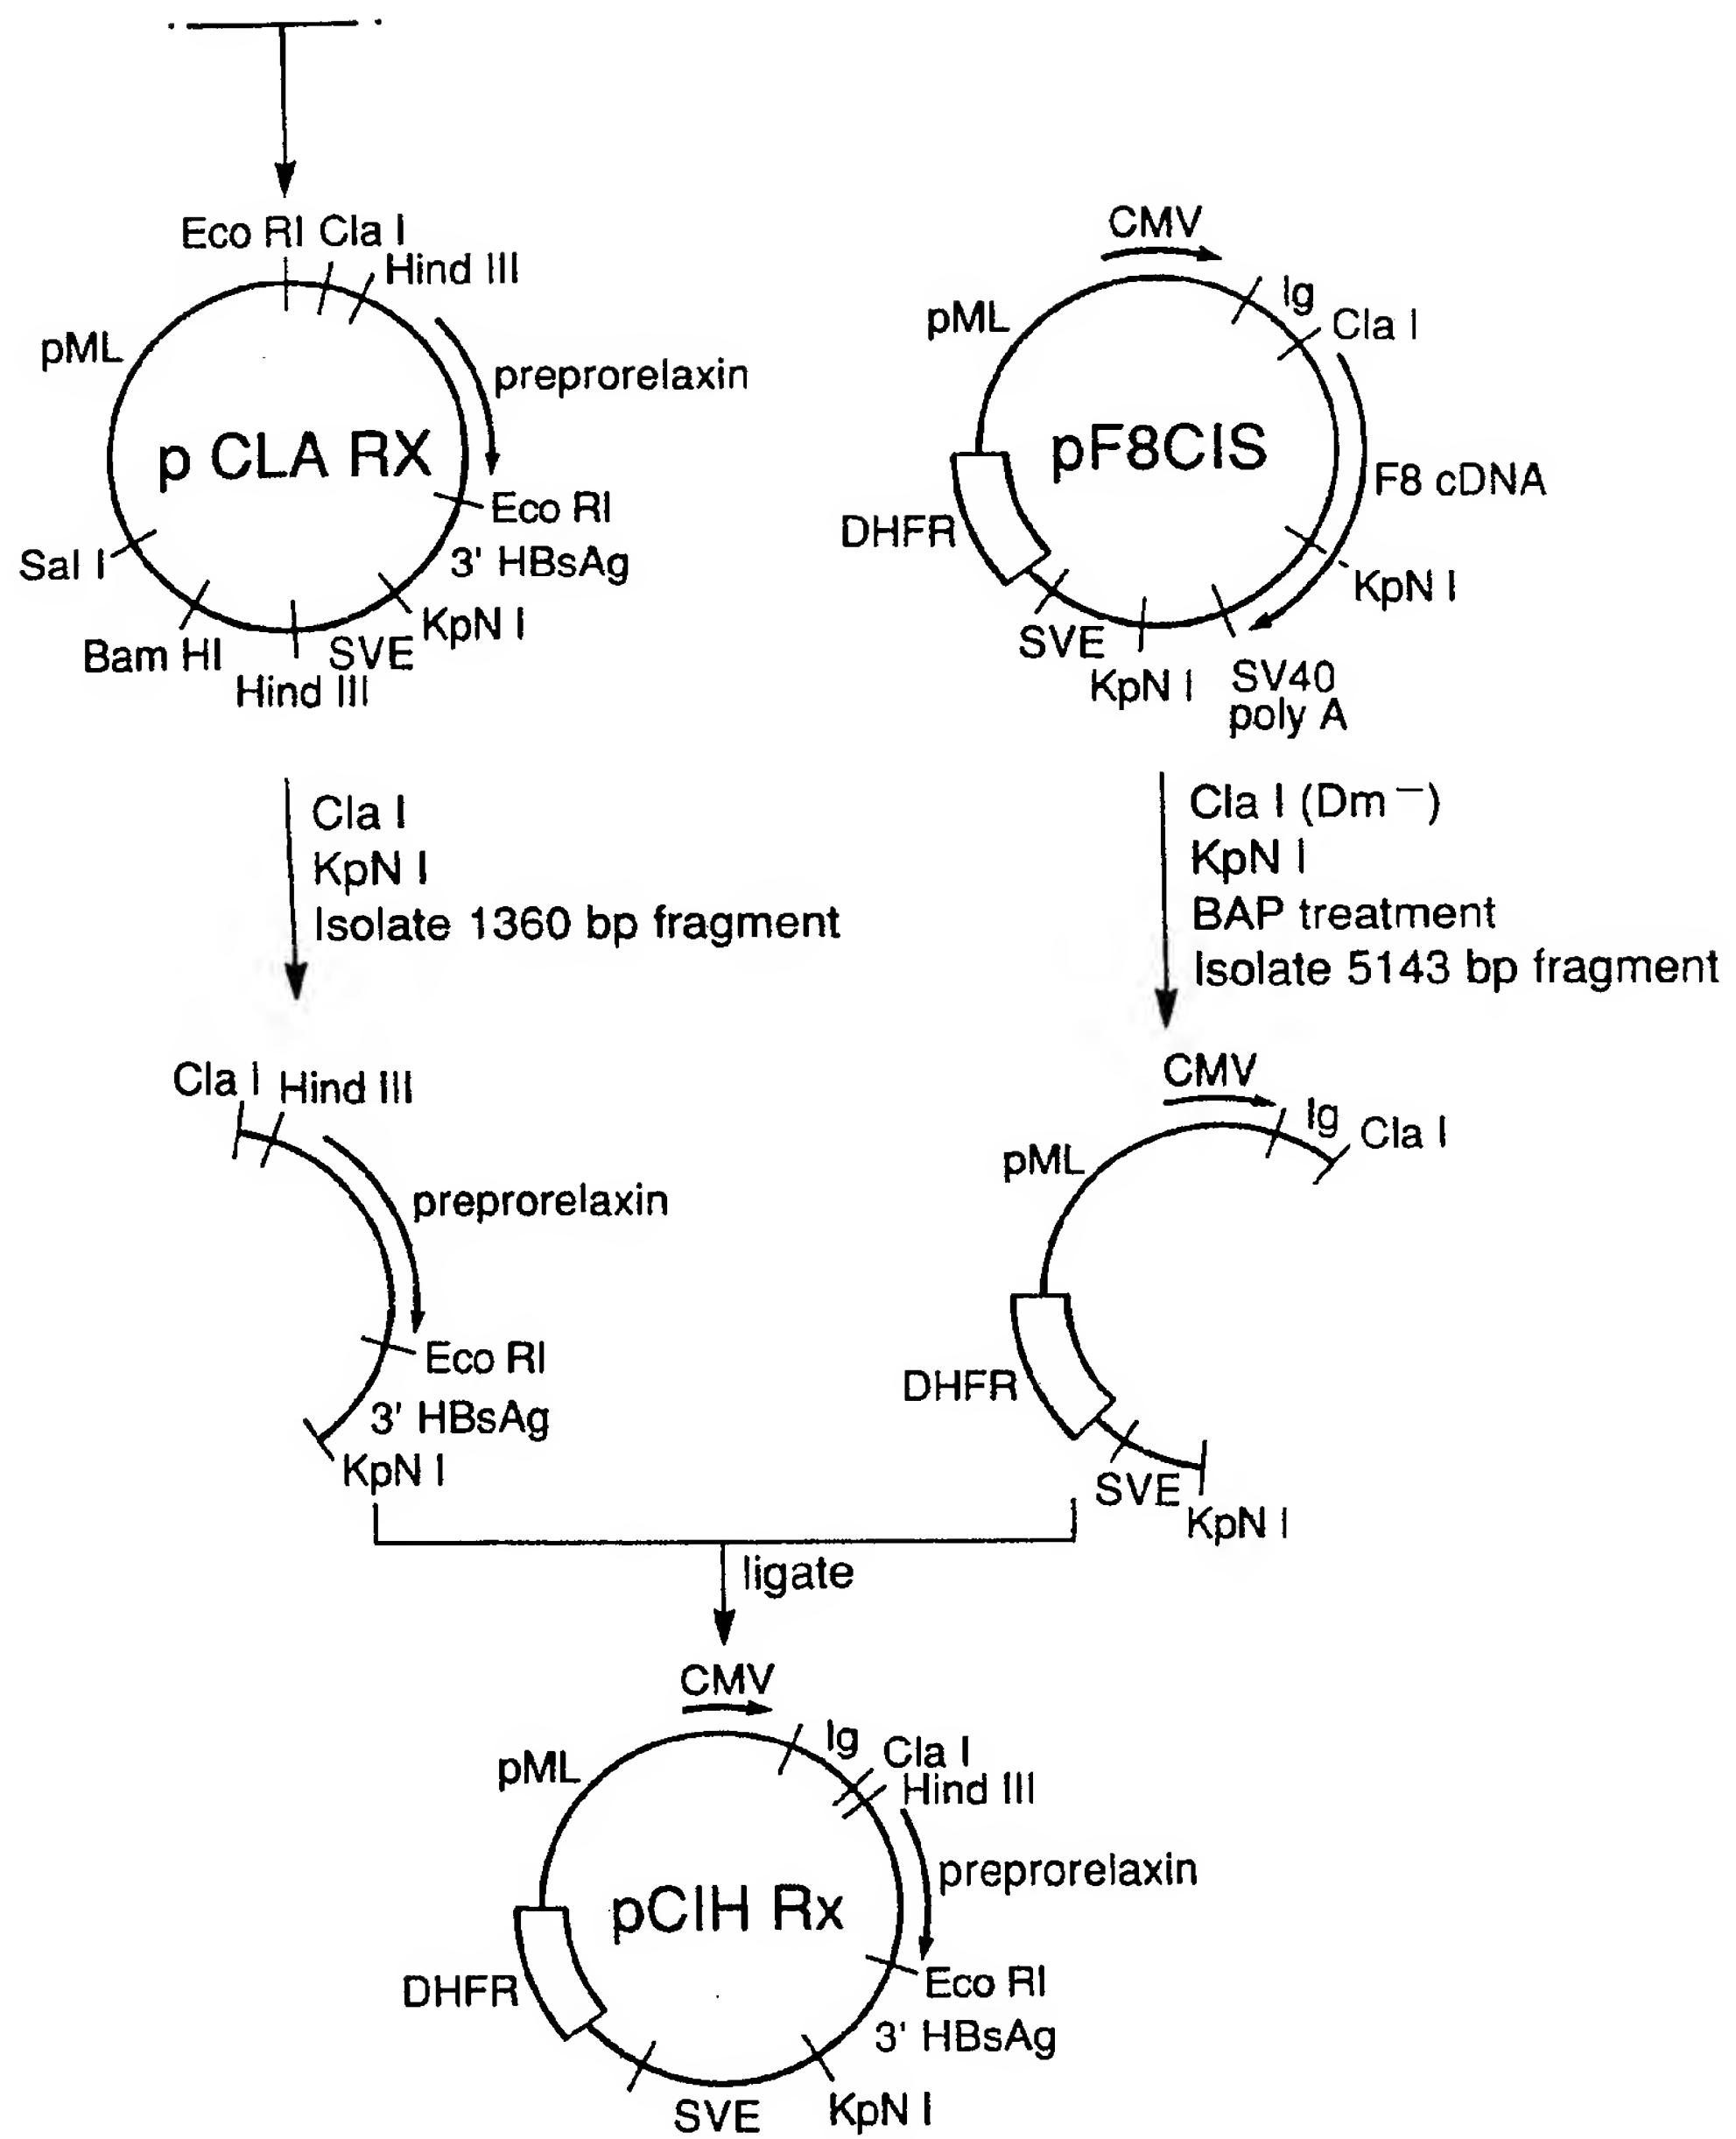 Eco RI Cla I
Hind III
pML
preprorelaxin
p CLA RX
Eco RI
3' HBsAg
KpN I
SVE
Hind III
Bam HI
Sal I
CMV
Ig
Cla I
pML
pF8CIS
F8 cDNA
DHFR
KpN I
SVE
KpN I
SV40
poly A
Cla I
KpN I
Isolate 1360 bp fragment
Cla I (Dm⁻)
KpN I
BAP treatment
Isolate 5143 bp fragment
Cla I Hind III
preprorelaxin
Eco RI
3' HBsAg
KpN I
CMV
Ig
Cla I
pML
DHFR
SVE
KpN I
ligate
CMV
Ig
Cla I
Hind III
pML
preprorelaxin
pCIH Rx
Eco RI
DHFR
3' HBsAg
KpN I
SVE